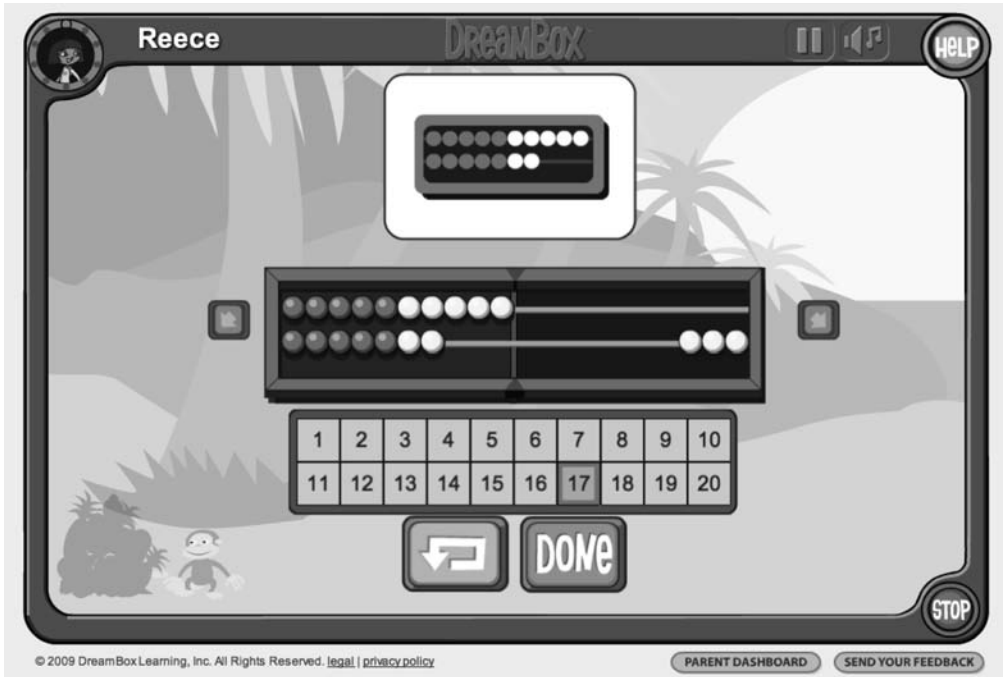 Reece
DREAMBOX
HELP
1 2 3 4 5 6 7 8 9 10
11 12 13 14 15 16 17 18 19 20
DONE
STOP
© 2009 DreamBox Learning, Inc. All Rights Reserved. legal | privacy policy
PARENT DASHBOARD
SEND YOUR FEEDBACK